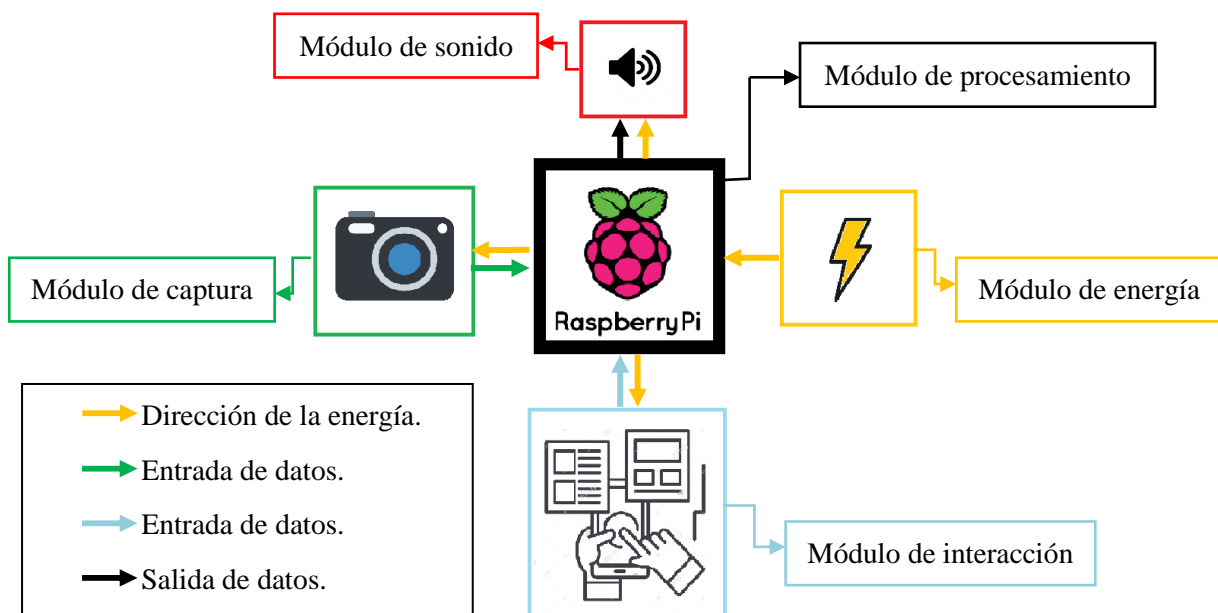 Módulo de sonido
Módulo de procesamiento
Módulo de captura
RaspberryPi
Módulo de energía
Dirección de la energía.
Entrada de datos.
Entrada de datos.
Salida de datos.
Módulo de interacción